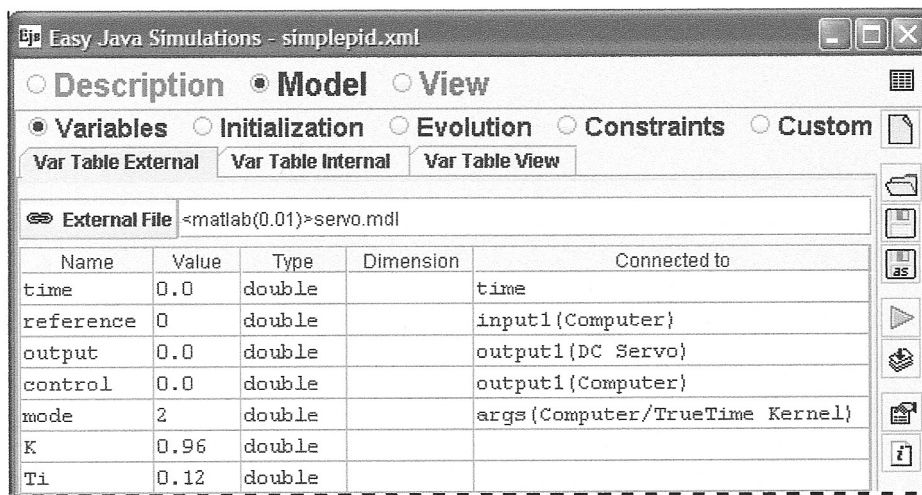 Ejs Easy Java Simulations - simplepid.xml
Description Model View
Variables Initialization Evolution Constraints Custom
Var Table External Var Table Internal Var Table View
External File <matlab(0.01)>servo.mdl
Name Value Type Dimension Connected to
time 0.0 double time
reference 0 double input1(Computer)
output 0.0 double output1(DC Servo)
as
control 0.0 double output1(Computer)
mode 2 double args(Computer/TrueTime Kernel)
K 0.96 double
Ti 0.12 double